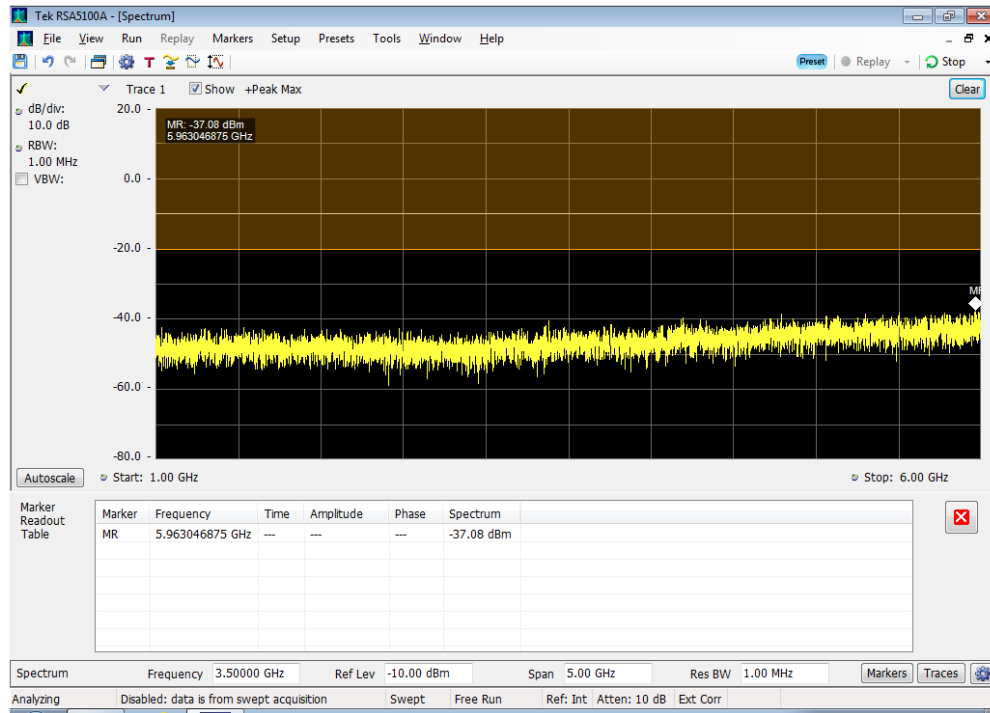 Tek RSA5100A - [Spectrum]
File View Run Replay Markers Setup Presets Tools Window Help
T Preset Replay Stop
Trace 1 Show +Peak Max Clear
dB/div:
10.0 dB
RBW:
1.00 MHz
VBW:
20.0
0.0
-20.0
-40.0
-60.0
-80.0
MR: -37.08 dBm
5.963046875 GHz
Autoscale Start: 1.00 GHz Stop: 6.00 GHz
Marker
Readout
Table
Marker Frequency Time Amplitude Phase Spectrum
MR 5.963046875 GHz --- --- --- -37.08 dBm
Spectrum Frequency 3.50000 GHz Ref Lev -10.00 dBm Span 5.00 GHz Res BW 1.00 MHz Markers Traces
Analyzing Disabled: data is from swept acquisition Swept Free Run Ref: Int Atten: 10 dB Ext Corr